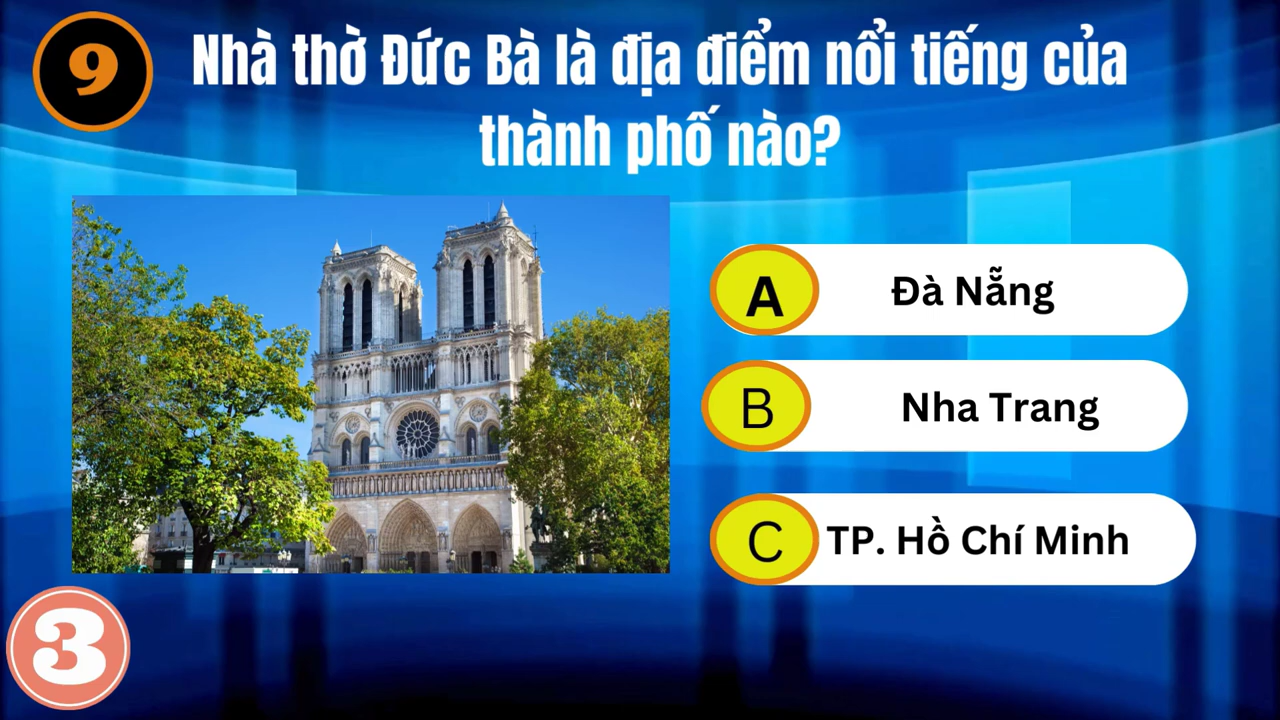 9
Nhà thờ Đức Bà là địa điểm nổi tiếng của
thành phố nào?
A Đà Nẵng
B Nha Trang
C TP. Hồ Chí Minh
3